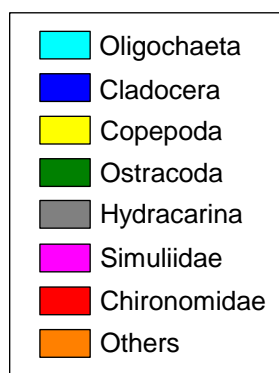 Oligochaeta
Cladocera
Copepoda
Ostracoda
Hydracarina
Simuliidae
Chironomidae
Others